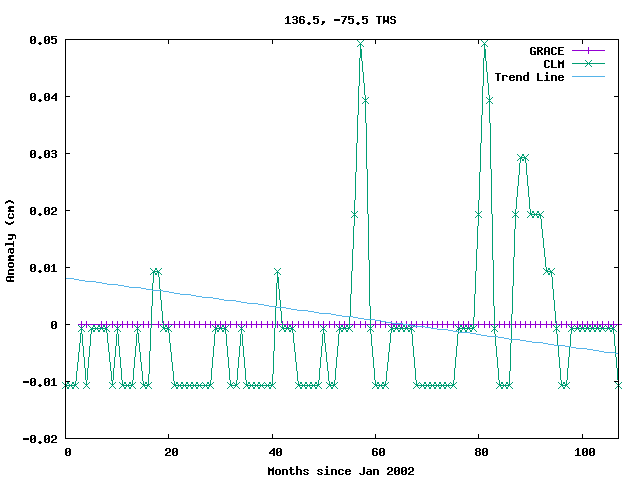 136.5, -75.5 TWS
GRACE
CLM
Trend Line
0.05
0.04
0.03
0.02
0.01
0
-0.01
-0.02
Anomaly (cm)
0 20 40 60 80 100
Months since Jan 2002